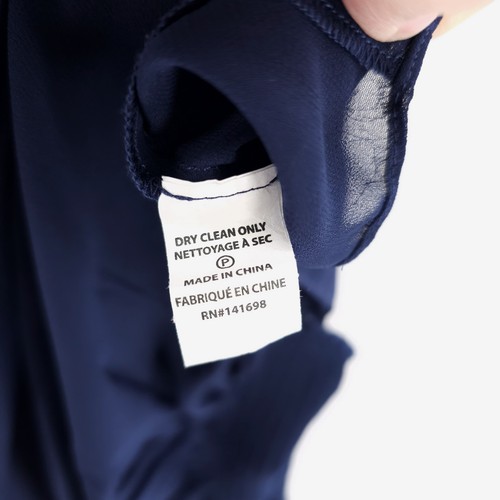 DRY CLEAN ONLY
NETTOYAGE À SEC
P
MADE IN CHINA
FABRIQUÉ EN CHINE
RN#141698